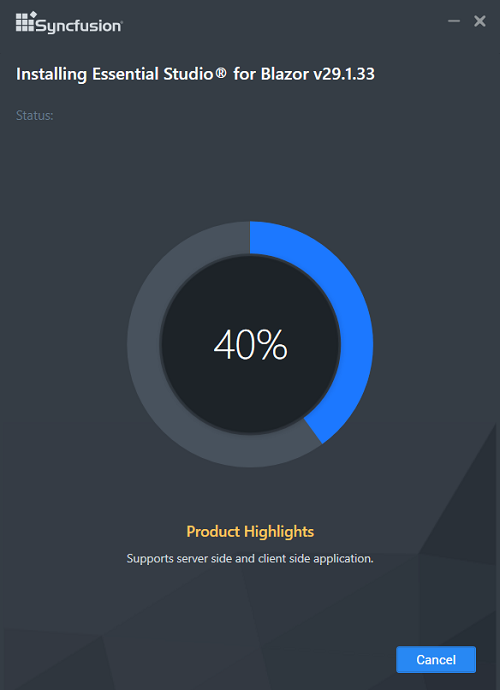 Syncfusion®
Installing Essential Studio® for Blazor v29.1.33
Status:
40%
Product Highlights
Supports server side and client side application.
Cancel